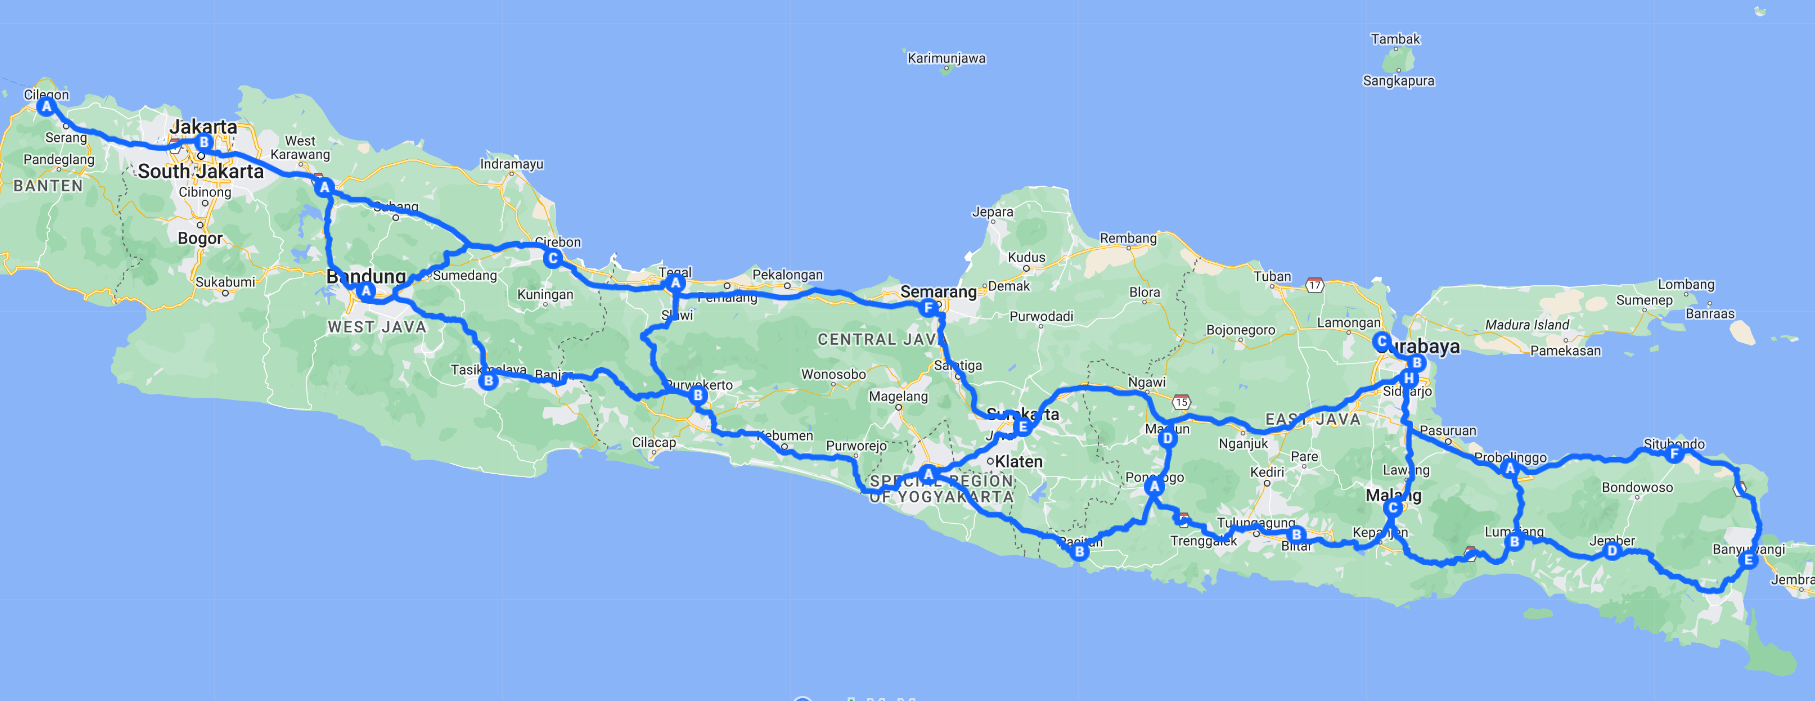 Tambak
Karimunjawa
Sangkapura
Cilegon
A
Serang
Jakarta
B
West
Karawang
Pandeglang
BANTEN
South Jakarta
Cibinong
A
Indramayu
Subang
Bogor
Cirebon
C
Jepara
Rembang
Kudus
Bandung
A
Sumedang
Sukabumi
Kuningan
WEST JAVA
Tegal
A
Pekalongan
Pemalang
Slawi
Semarang
F
Demak
Purwodadi
Blora
Tuban
17
Lombang
Sumenep
Banraas
Lamongan
Madura Island
Bojonegoro
C
Surabaya
B
Pamekasan
CENTRAL JAVA
Salatiga
H
Sidoarjo
Tasikmalaya
B
Banjar
Purwokerto
B
Wonosobo
Magelang
Ngawi
15
Surakarta
E
Madiun
D
EAST JAVA
Nganjuk
Pasuruan
Cilacap
Kebumen
Purworejo
Klaten
Pare
Kediri
Lawang
Probolinggo
A
Situbondo
F
A
SPECIAL REGION
OF YOGYAKARTA
Ponorogo
A
Malang
C
Bondowoso
Tulungagung
Trenggalek
B
Blitar
Kepanjen
Lumajang
B
Jember
D
Banyuwangi
E
Pacitan
B
Jembra